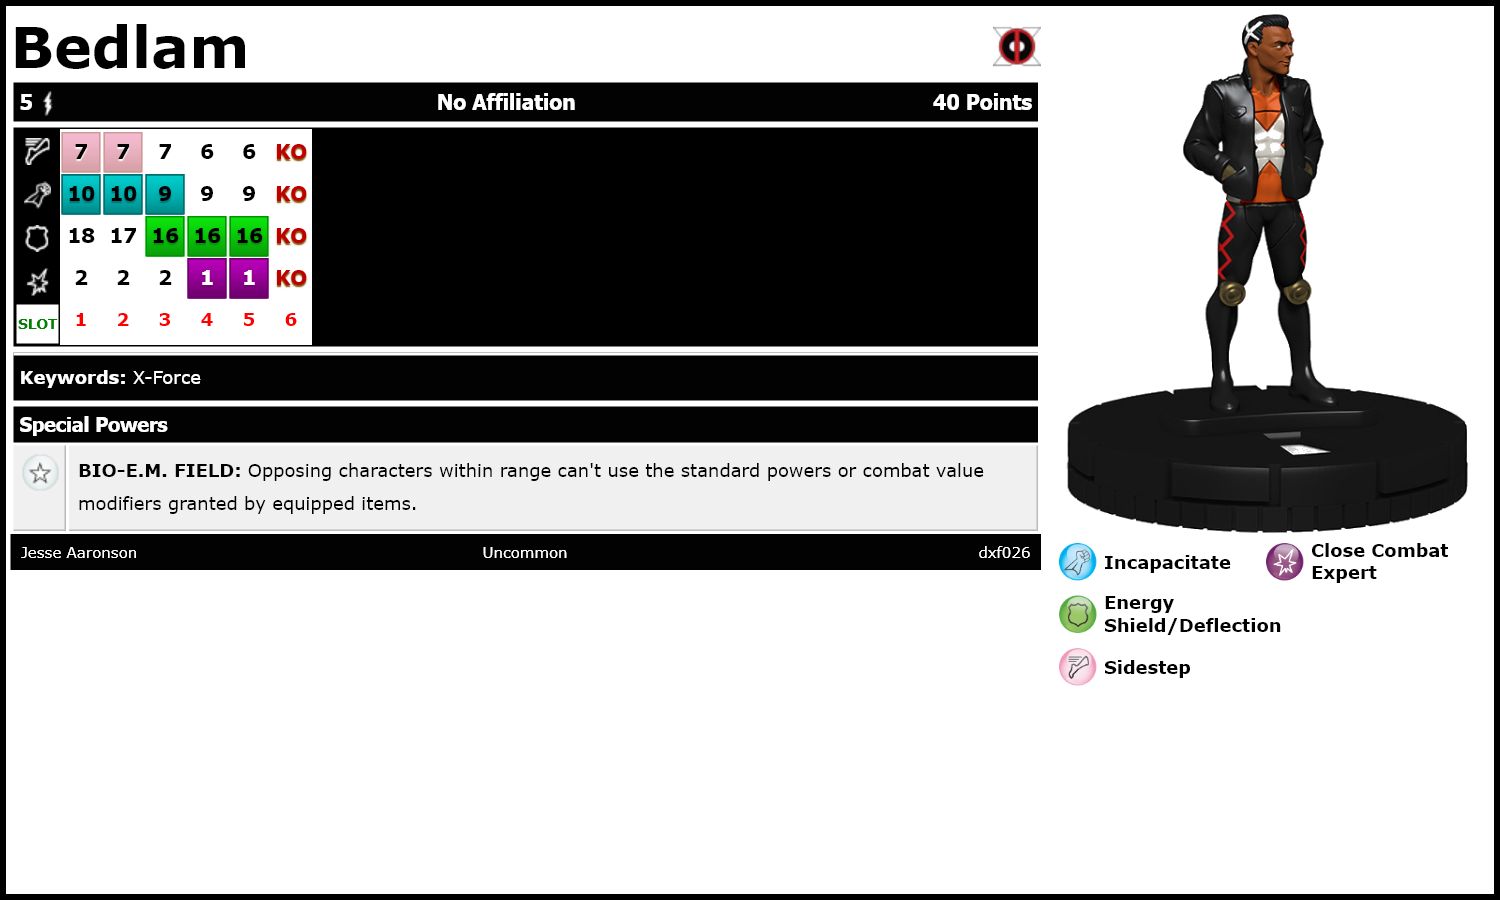 Bedlam
5 No Affiliation 40 Points
7 7 7 6 6 KO
10 10 9 9 9 KO
18 17 16 16 16 KO
2 2 2 1 1 KO
SLOT 1 2 3 4 5 6
Keywords: X-Force
Special Powers
BIO-E.M. FIELD: Opposing characters within range can't use the standard powers or combat value
modifiers granted by equipped items.
Jesse Aaronson Uncommon dxf026
Incapacitate
Close Combat
Expert
Energy
Shield/Deflection
Sidestep